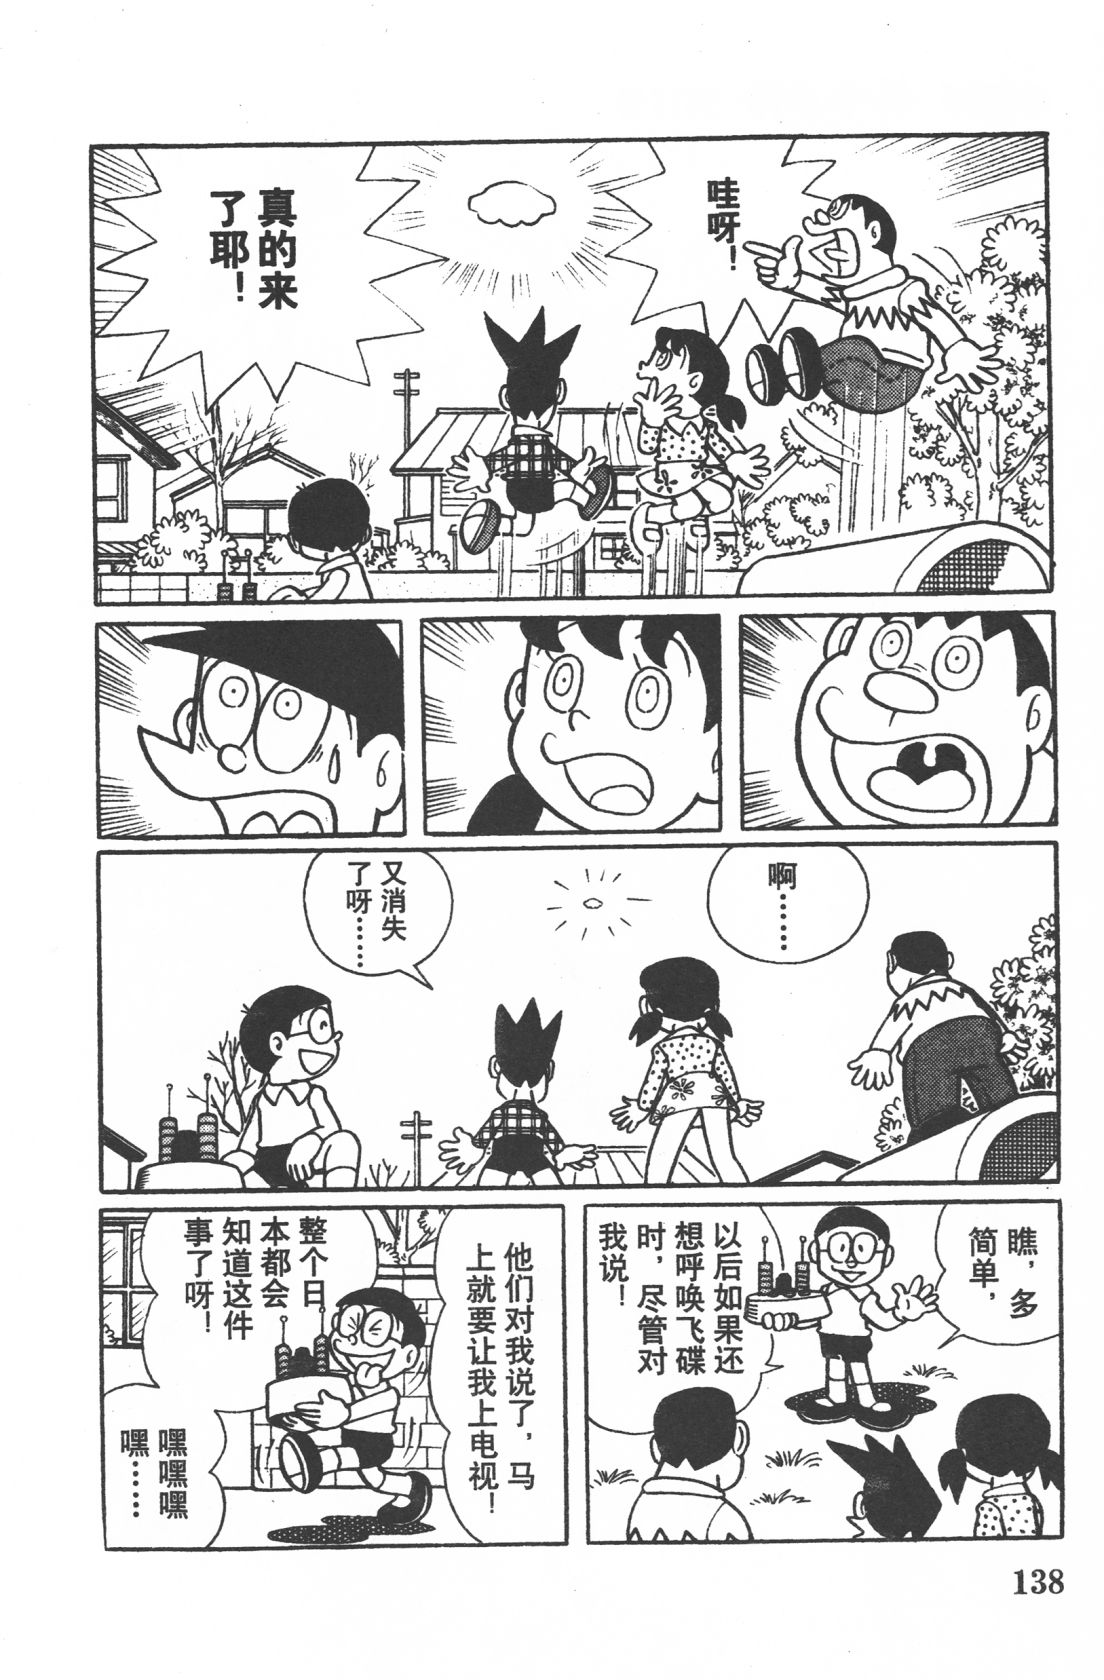 哇呀！
真的来
了耶！
啊……
又消失
了呀……
瞧，多
简单，
以后如果还
想呼唤飞碟
时，尽管对
我说！
他们对我说了，马
上就要让我上电视！
整个日
本都会
知道这件
事了呀！
嘿嘿嘿
嘿……
138